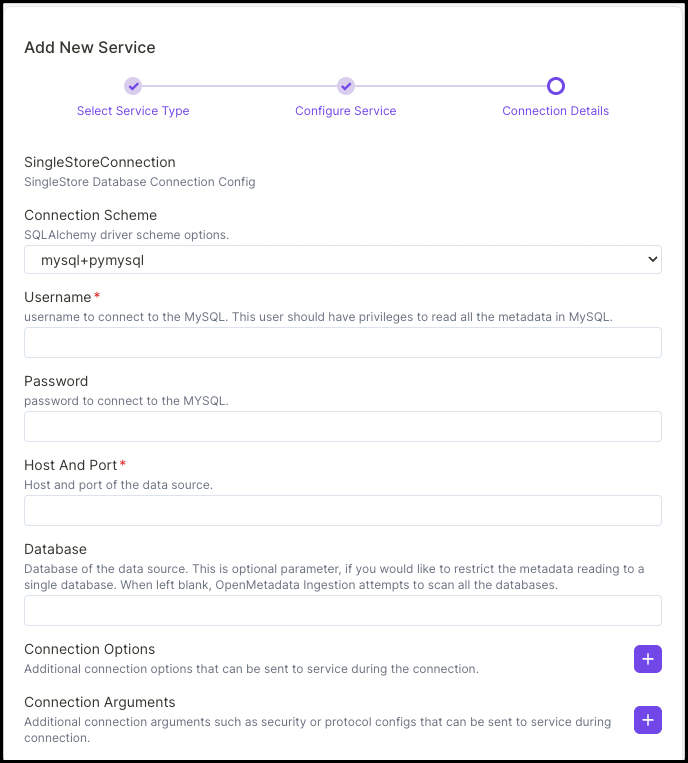 Add New Service
Select Service Type
Configure Service
Connection Details
SingleStoreConnection
SingleStore Database Connection Config
Connection Scheme
SQLAlchemy driver scheme options.
mysql+pymysql
Username*
username to connect to the MySQL. This user should have privileges to read all the metadata in MySQL.
Password
password to connect to the MYSQL.
Host And Port*
Host and port of the data source.
Database
Database of the data source. This is optional parameter, if you would like to restrict the metadata reading to a
single database. When left blank, OpenMetadata Ingestion attempts to scan all the databases.
Connection Options
Additional connection options that can be sent to service during the connection.
Connection Arguments
Additional connection arguments such as security or protocol configs that can be sent to service during
connection.